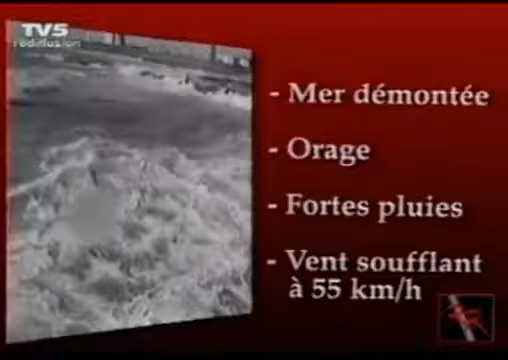 TV5
rediffusion
- Mer démontée
- Orage
- Fortes pluies
- Vent soufflant
à 55 km/h